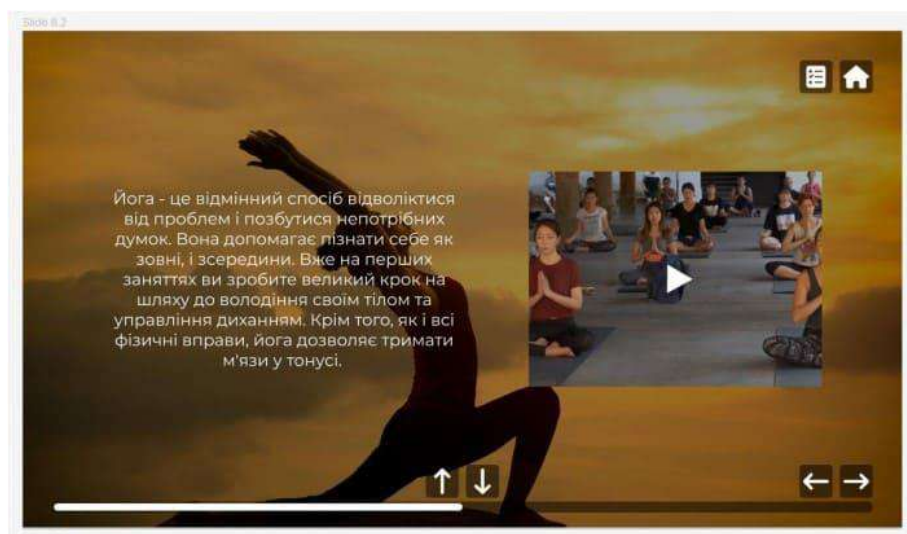 Slide 8.2
Йога - це відмінний спосіб відволіктися
від проблем і позбутися непотрібних
думок. Вона допомагає пізнати себе як
зовні, і зсередини. Вже на перших
заняттях ви зробите великий крок на
шляху до володіння своїм тілом та
управління диханням. Крім того, як і всі
фізичні вправи, йога дозволяє тримати
м'язи у тонусі.